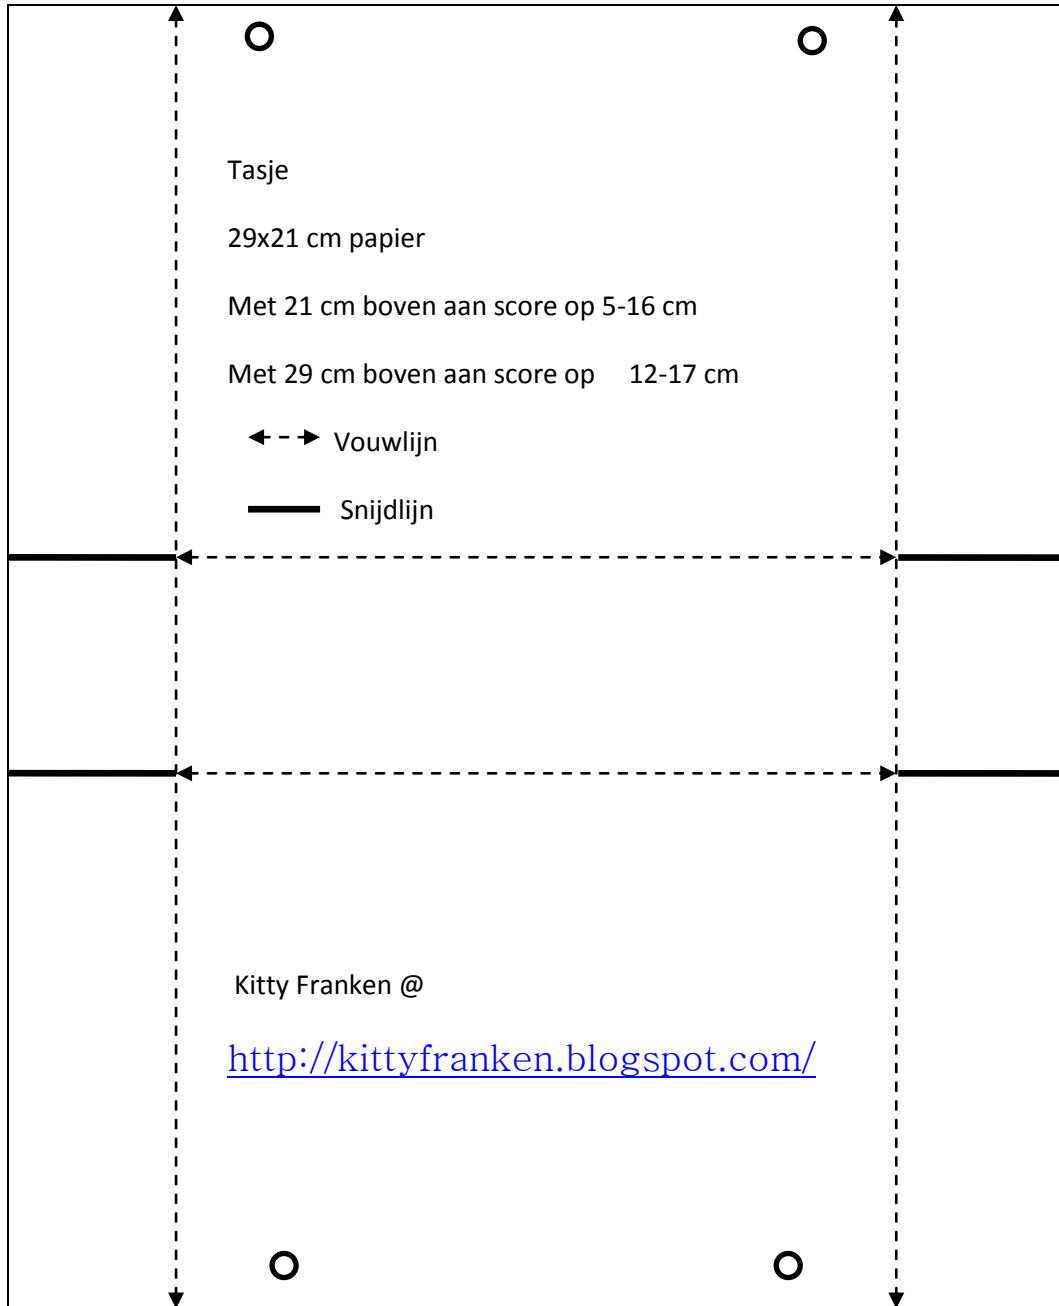 Tasje
29x21 cm papier
Met 21 cm boven aan score op 5-16 cm
Met 29 cm boven aan score op 12-17 cm
Vouwlijn
Snijdlijn
Kitty Franken @
http://kittyfranken.blogspot.com/